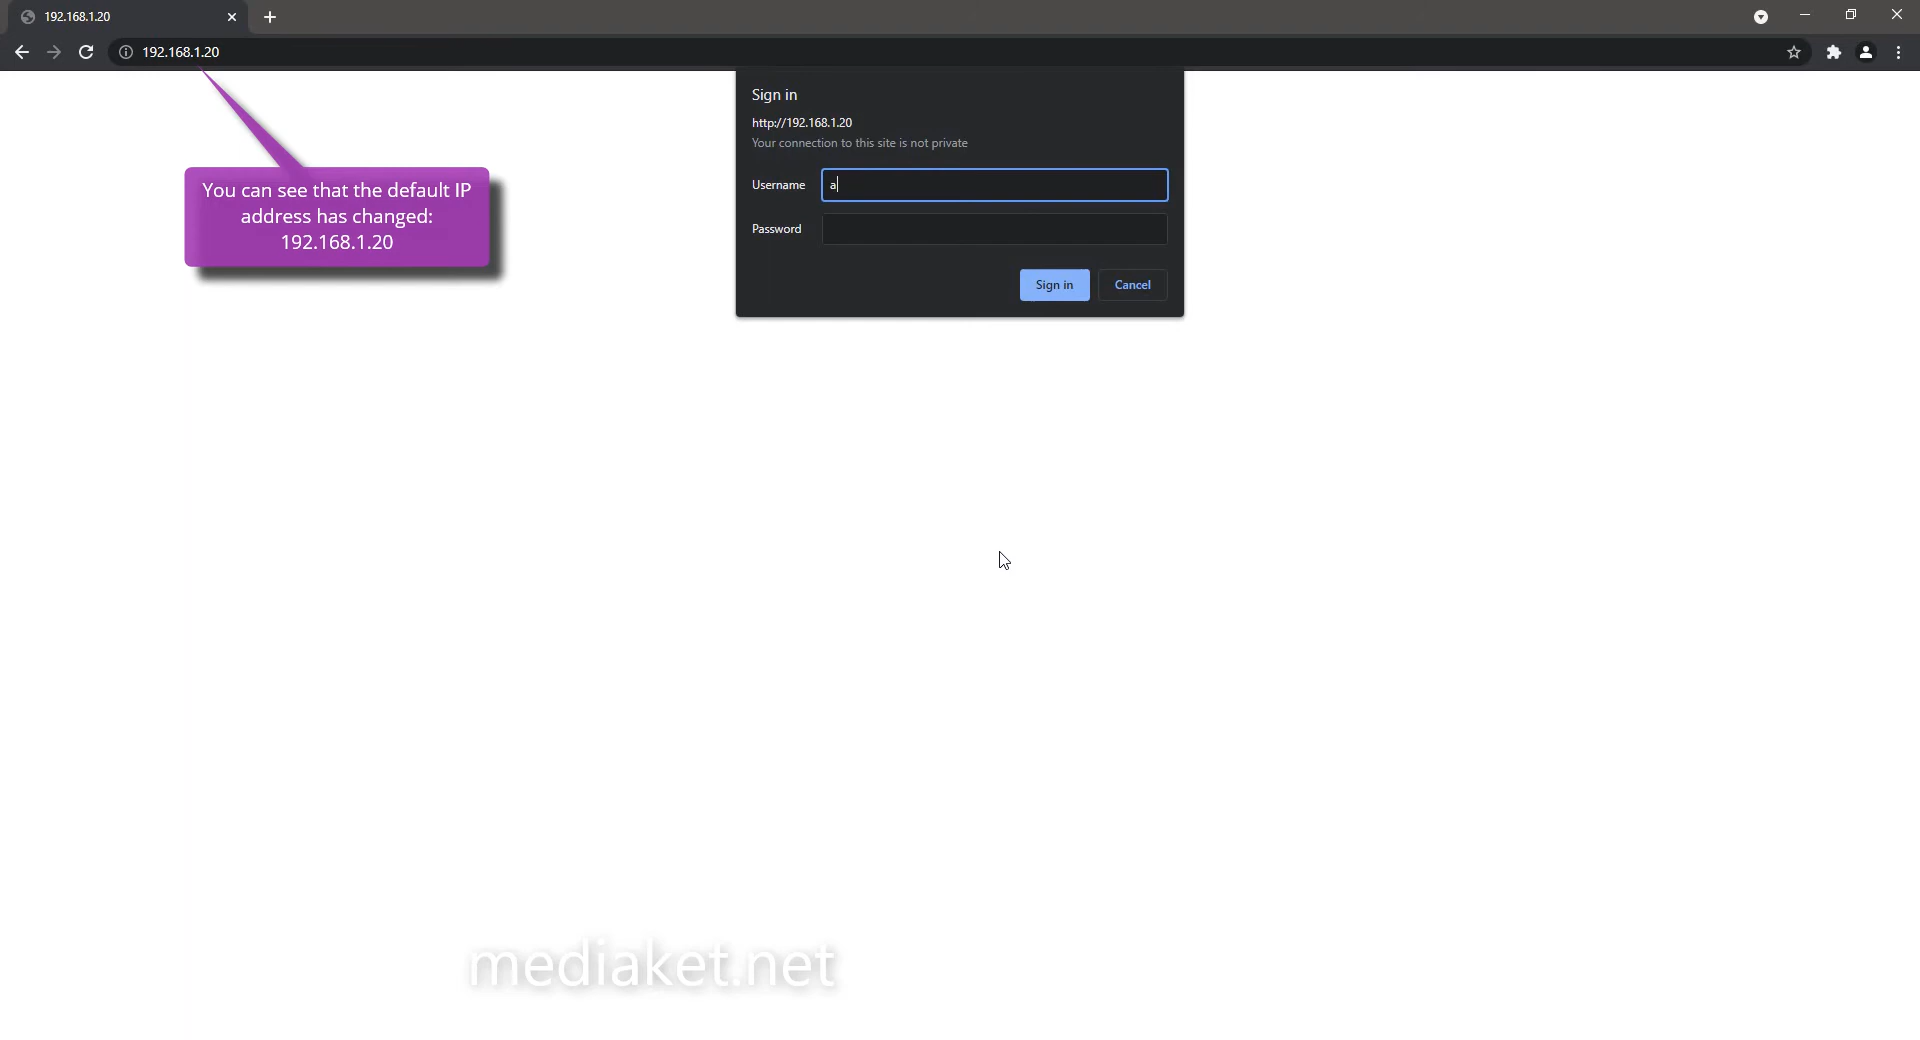 192.168.1.20
192.168.1.20
Sign in
http://192.168.1.20
Your connection to this site is not private
Username
a
Password
Sign in
Cancel
You can see that the default IP
address has changed:
192.168.1.20
mediaket.net